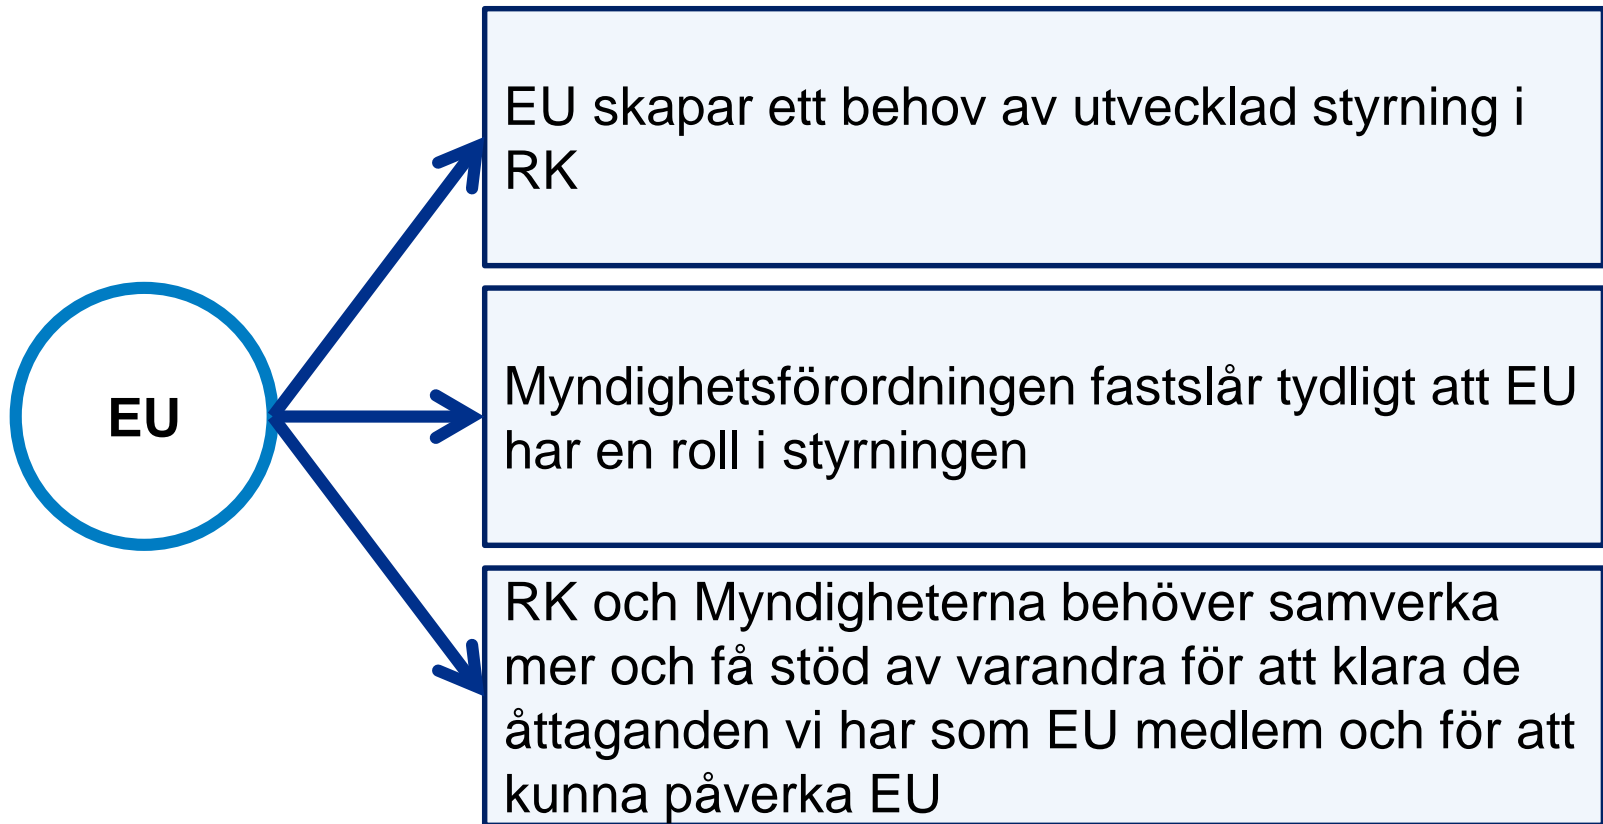 EU skapar ett behov av utvecklad styrning i
RK
EU
Myndighetsförordningen fastslår tydligt att EU
har en roll i styrningen
RK och Myndigheterna behöver samverka
mer och få stöd av varandra för att klara de
åttaganden vi har som EU medlem och för att
kunna påverka EU